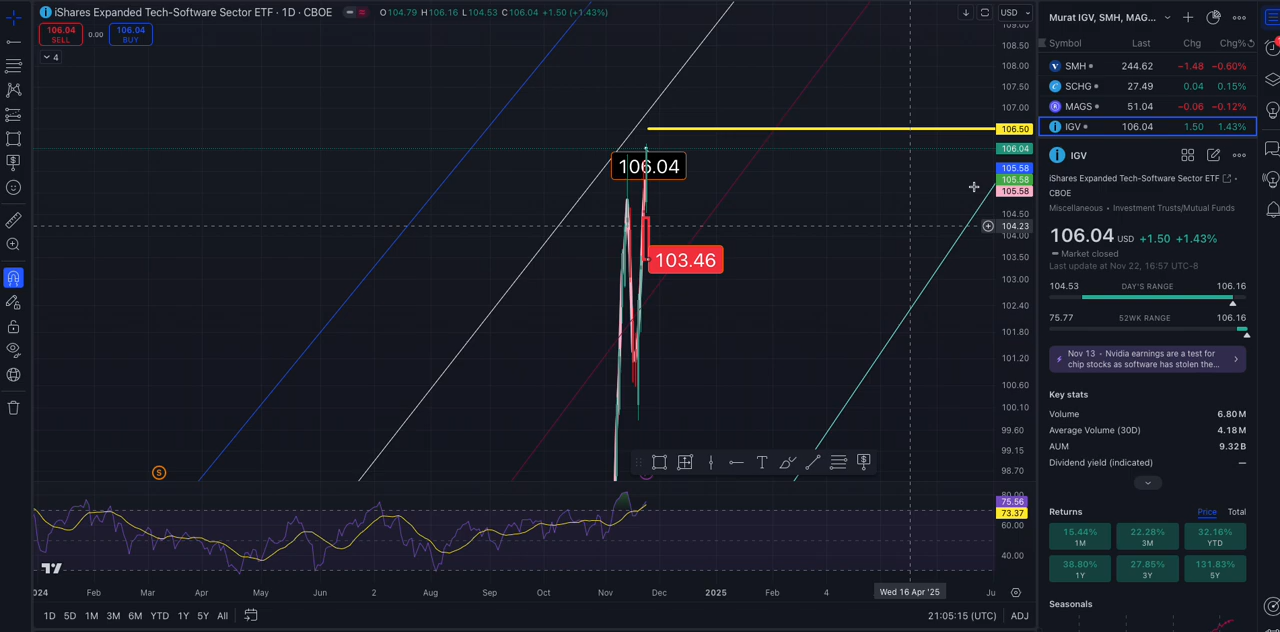 iShares Expanded Tech-Software Sector ETF · 1D · CBOE
O104.79 H106.16 L104.53 C106.04 +1.50 (+1.43%)
USD
106.04
SELL
0.00
106.04
BUY
4
109.00
108.50
108.00
107.50
107.00
106.50
106.04
105.58
105.58
105.58
104.50
104.23
104.00
103.50
103.00
102.40
101.80
101.20
100.60
100.10
99.60
99.15
98.70
106.04
103.46
S
80.00
75.56
73.37
60.00
40.00
2024
Feb
Mar
Apr
May
Jun
2
Aug
Sep
Oct
Nov
Dec
2025
Feb
4
Wed 16 Apr '25
Ju
1D 5D 1M 3M 6M YTD 1Y 5Y All
21:05:15 (UTC)
ADJ
Murat IGV, SMH, MAG...
Symbol Last Chg Chg%
SMH 244.62 −1.48 −0.60%
SCHG 27.49 0.04 0.15%
MAGS 51.04 −0.06 −0.12%
IGV 106.04 1.50 1.43%
IGV
iShares Expanded Tech-Software Sector ETF •
CBOE
Miscellaneous • Investment Trusts/Mutual Funds
106.04 USD +1.50 +1.43%
Market closed
Last update at Nov 22, 16:57 UTC-8
104.53 DAY'S RANGE 106.16
75.77 52WK RANGE 106.16
Nov 13 · Nvidia earnings are a test for
chip stocks as software has stolen the...
Key stats
Volume 6.80 M
Average Volume (30D) 4.18 M
AUM 9.32 B
Dividend yield (indicated) —
Returns Price Total
15.44% 22.28% 32.16%
1M 3M YTD
38.80% 27.85% 131.83%
1Y 3Y 5Y
Seasonals